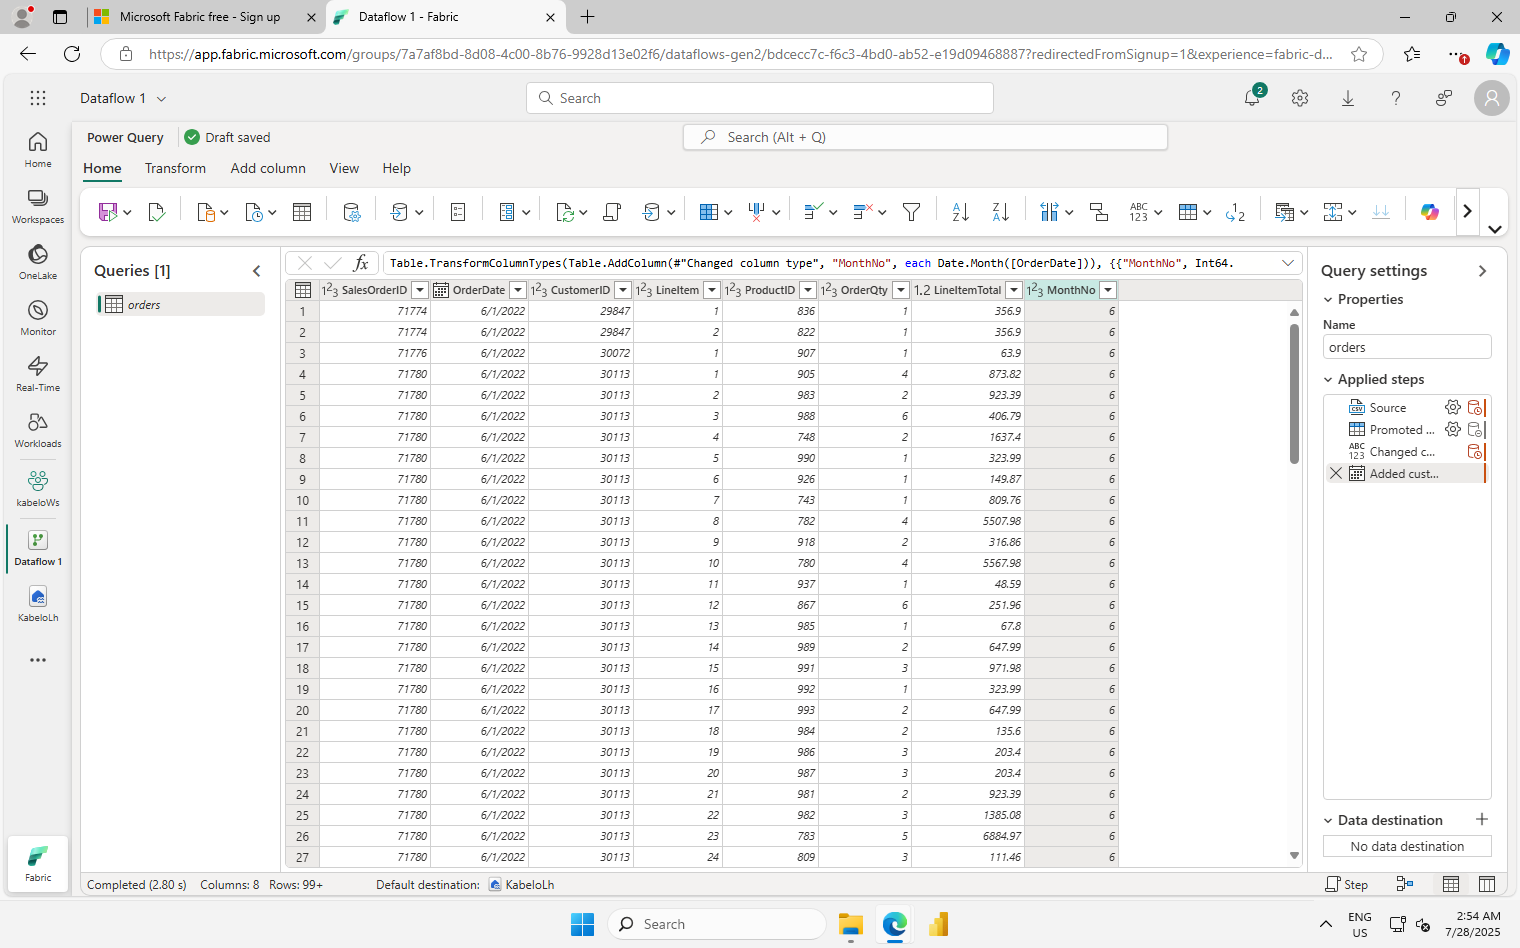 Microsoft Fabric free - Sign up
Dataflow 1 - Fabric
https://app.fabric.microsoft.com/groups/7a7af8bd-8d08-4c00-8b76-9928d13e02f6/dataflows-gen2/bdcecc7c-f6c3-4bd0-ab52-e19d09468887?redirectedFromSignup=1&experience=fabric-d...
Dataflow 1
Search
2
Power Query
Draft saved
Search (Alt + Q)
Home Transform Add column View Help
Home
Workspaces
OneLake
Monitor
Real-Time
Workloads
kabeloWs
Dataflow 1
KabeloLh
Fabric
Queries [1]
orders
fx Table.TransformColumnTypes(Table.AddColumn(#"Changed column type", "MonthNo", each Date.Month([OrderDate])), {{"MonthNo", Int64.
SalesOrderID OrderDate CustomerID LineItem ProductID OrderQty LineItemTotal MonthNo
1 71774 6/1/2022 29847 1 836 1 356.9 6
2 71774 6/1/2022 29847 2 822 1 356.9 6
3 71776 6/1/2022 30072 1 907 1 63.9 6
4 71780 6/1/2022 30113 1 905 4 873.82 6
5 71780 6/1/2022 30113 2 983 2 923.39 6
6 71780 6/1/2022 30113 3 988 6 406.79 6
7 71780 6/1/2022 30113 4 748 2 1637.4 6
8 71780 6/1/2022 30113 5 990 1 323.99 6
9 71780 6/1/2022 30113 6 926 1 149.87 6
10 71780 6/1/2022 30113 7 743 1 809.76 6
11 71780 6/1/2022 30113 8 782 4 5507.98 6
12 71780 6/1/2022 30113 9 918 2 316.86 6
13 71780 6/1/2022 30113 10 780 4 5567.98 6
14 71780 6/1/2022 30113 11 937 1 48.59 6
15 71780 6/1/2022 30113 12 867 6 251.96 6
16 71780 6/1/2022 30113 13 985 1 67.8 6
17 71780 6/1/2022 30113 14 989 2 647.99 6
18 71780 6/1/2022 30113 15 991 3 971.98 6
19 71780 6/1/2022 30113 16 992 1 323.99 6
20 71780 6/1/2022 30113 17 993 2 647.99 6
21 71780 6/1/2022 30113 18 984 2 135.6 6
22 71780 6/1/2022 30113 19 986 3 203.4 6
23 71780 6/1/2022 30113 20 987 3 203.4 6
24 71780 6/1/2022 30113 21 981 2 923.39 6
25 71780 6/1/2022 30113 22 982 3 1385.08 6
26 71780 6/1/2022 30113 23 783 5 6884.97 6
27 71780 6/1/2022 30113 24 809 3 111.46 6
Query settings
Properties
Name
orders
Applied steps
Source
Promoted ...
Changed c...
Added cust...
Data destination
No data destination
Completed (2.80 s) Columns: 8 Rows: 99+ Default destination: KabeloLh
Step
Search
ENG
US
2:54 AM
7/28/2025